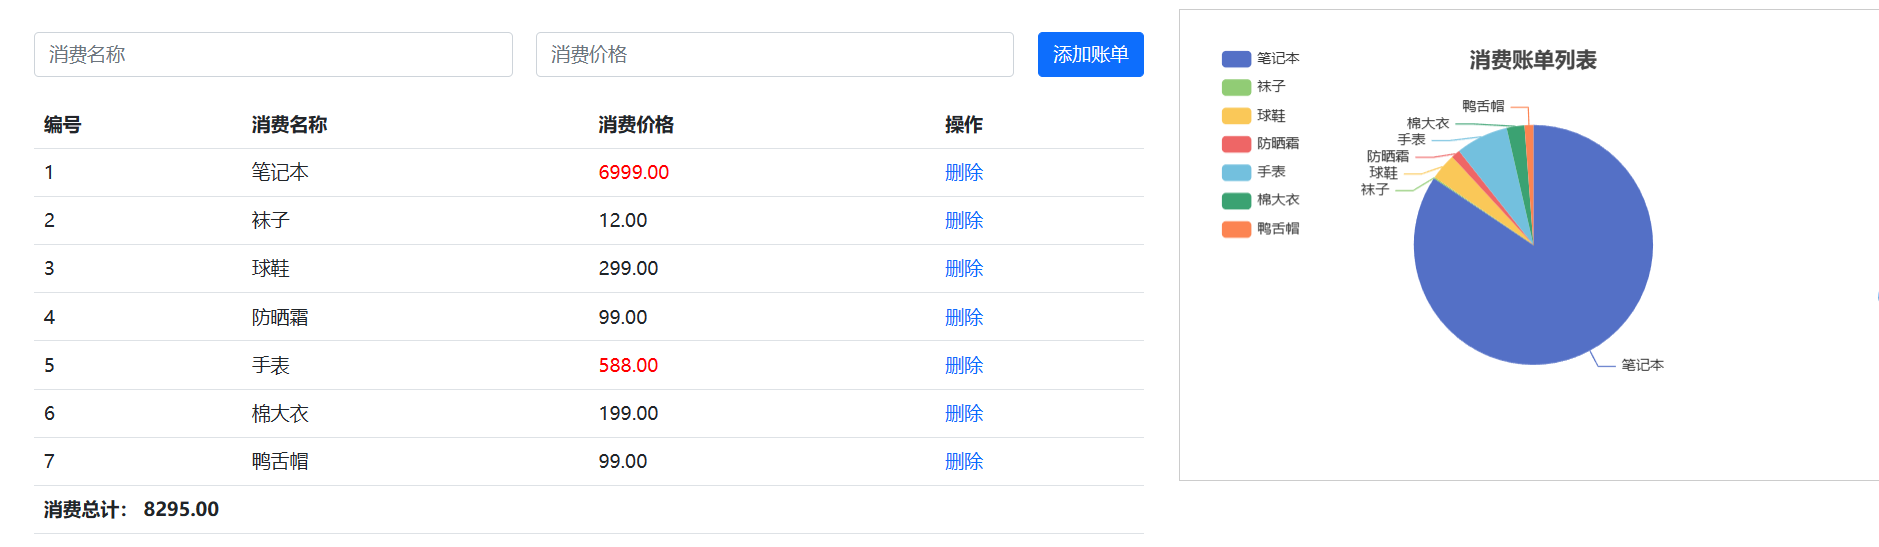 消费名称 消费价格 添加账单
编号 消费名称 消费价格 操作
1 笔记本 6999.00 删除
2 袜子 12.00 删除
3 球鞋 299.00 删除
4 防晒霜 99.00 删除
5 手表 588.00 删除
6 棉大衣 199.00 删除
7 鸭舌帽 99.00 删除
消费总计： 8295.00
消费账单列表
笔记本
袜子
球鞋
防晒霜
手表
棉大衣
鸭舌帽
鸭舌帽
棉大衣
手表
防晒霜
球鞋
袜子
笔记本